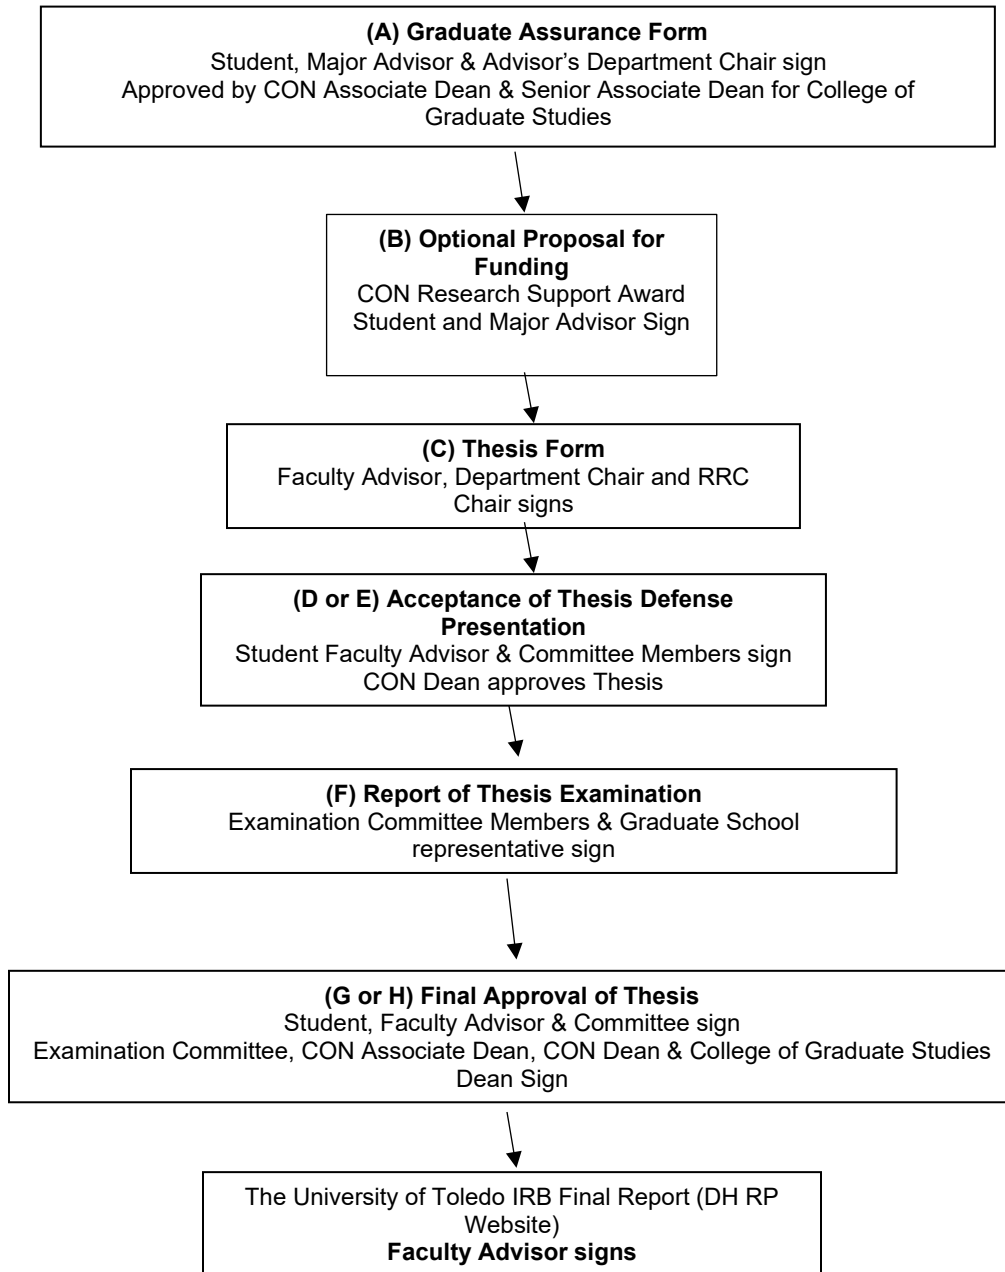 (A) Graduate Assurance Form
Student, Major Advisor & Advisor’s Department Chair sign
Approved by CON Associate Dean & Senior Associate Dean for College of
Graduate Studies
(B) Optional Proposal for
Funding
CON Research Support Award
Student and Major Advisor Sign
(C) Thesis Form
Faculty Advisor, Department Chair and RRC
Chair signs
(D or E) Acceptance of Thesis Defense
Presentation
Student Faculty Advisor & Committee Members sign
CON Dean approves Thesis
(F) Report of Thesis Examination
Examination Committee Members & Graduate School
representative sign
(G or H) Final Approval of Thesis
Student, Faculty Advisor & Committee sign
Examination Committee, CON Associate Dean, CON Dean & College of Graduate Studies
Dean Sign
The University of Toledo IRB Final Report (DH RP
Website)
Faculty Advisor signs